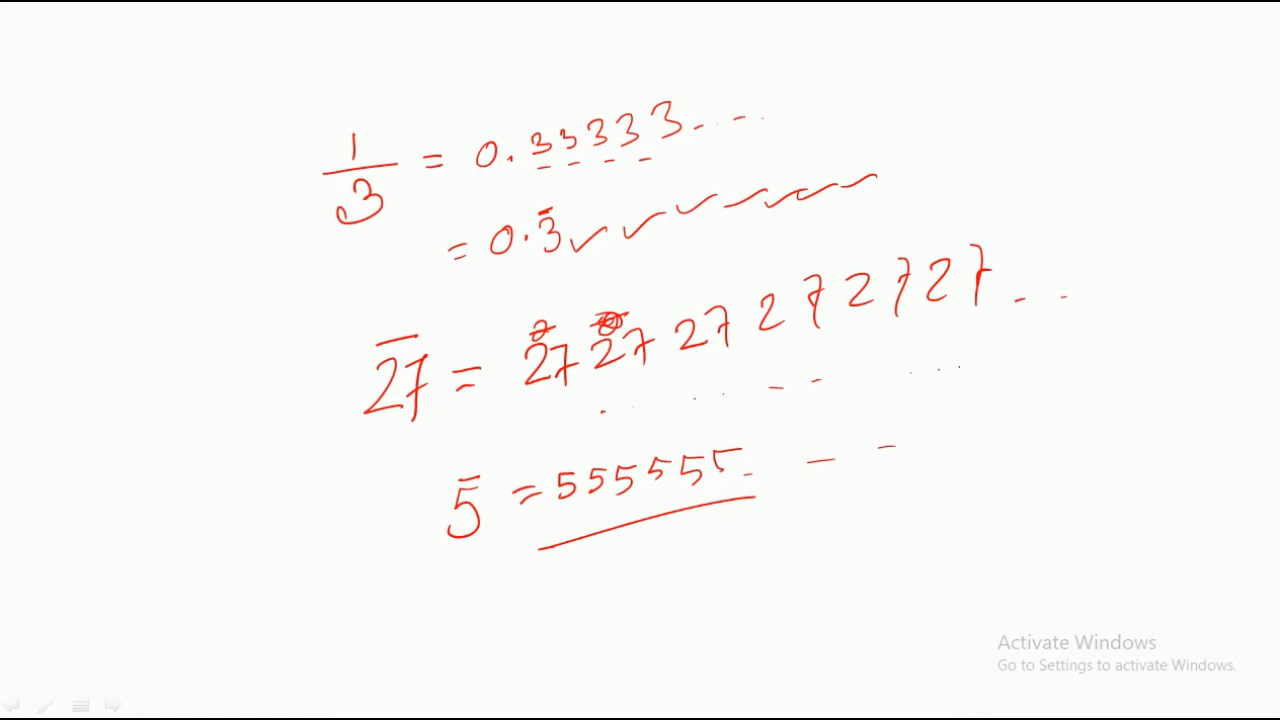 1/3 = 0.33333.....
= 0.3̄
2̄7̄ = 27 27 27 27 27 27 ..
5̄ = 555555. - -
Activate Windows
Go to Settings to activate Windows.